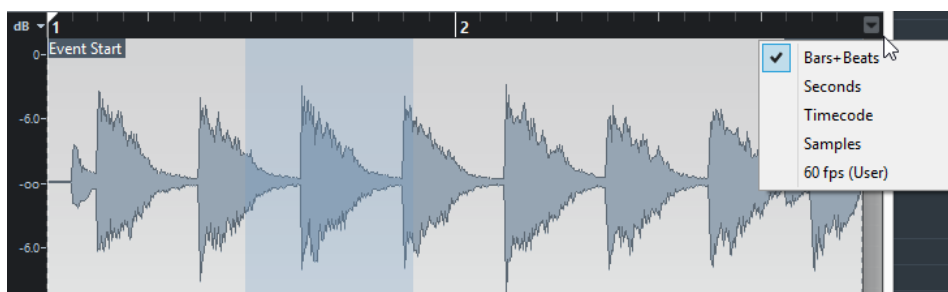 dB 1 2
Event Start
0
-6.0
-oo
-6.0
Bars+Beats
Seconds
Timecode
Samples
60 fps (User)